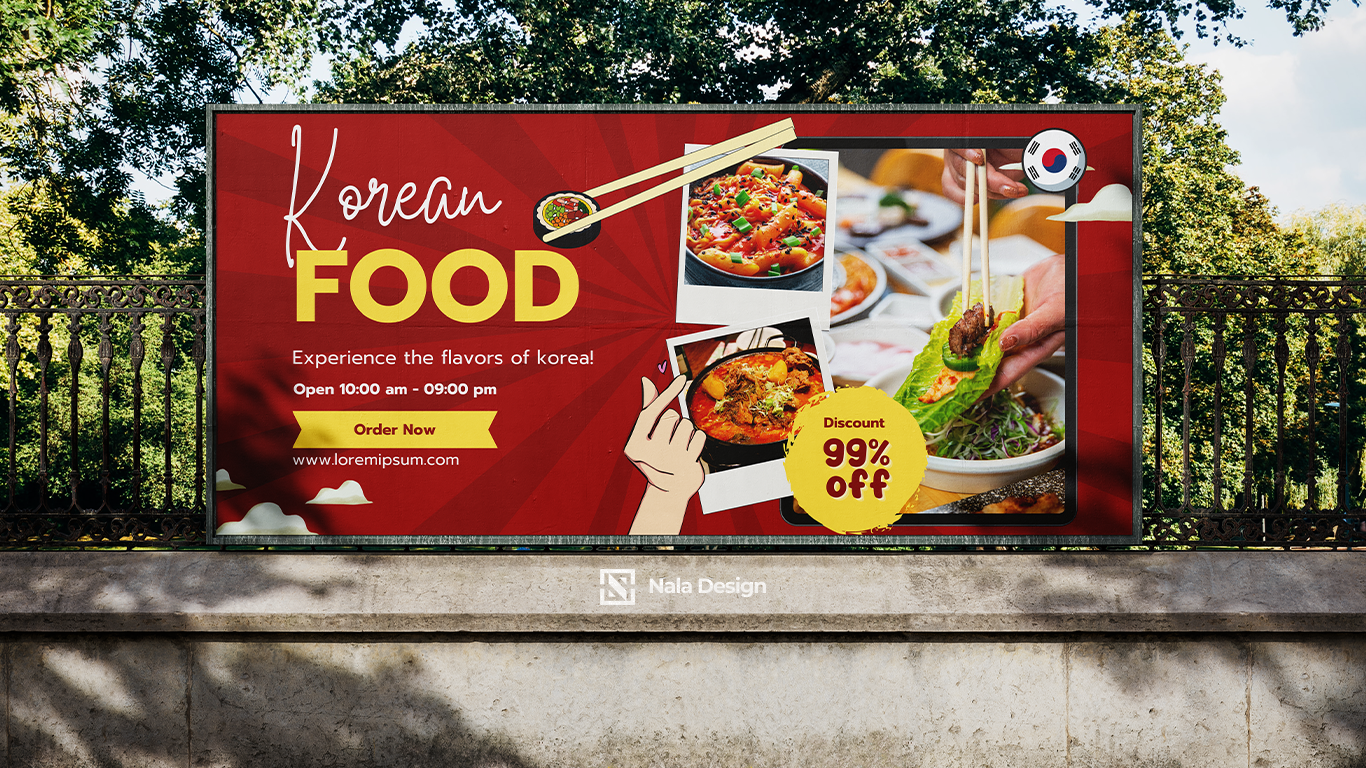 Korean
FOOD
Experience the flavors of korea!
Open 10:00 am - 09:00 pm
Order Now
www.loremipsum.com
Discount
99%
off
Nala Design